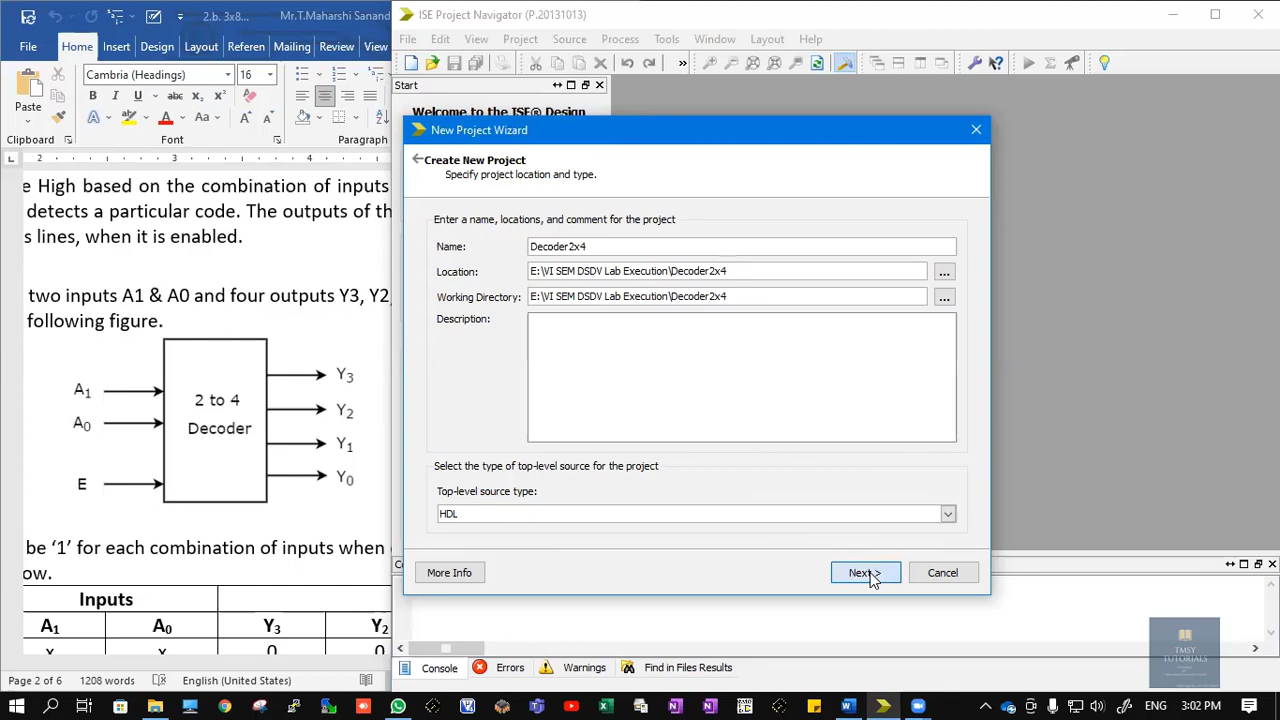 2.b. 3x8... Mr.T.Maharshi Sanand
File Home Insert Design Layout Referen Mailing Review View
Cambria (Headings) 16
Paste
B I U ab x₂ x²
A Aa A A
Clipboard Font Paragraph
2 3 4
e High based on the combination of inputs
detects a particular code. The outputs of th
s lines, when it is enabled.
two inputs A1 & A0 and four outputs Y3, Y2,
following figure.
A1
A0
E
2 to 4
Decoder
Y3
Y2
Y1
Y0
be ‘1’ for each combination of inputs when
ow.
Inputs
A1 A0 Y3 Y2
x x 0 0
Page 2 of 6 1208 words English (United States)
ISE Project Navigator (P.20131013)
File Edit View Project Source Process Tools Window Layout Help
Start
Welcome to the ISE® Design
New Project Wizard
Create New Project
Specify project location and type.
Enter a name, locations, and comment for the project
Name: Decoder2x4
Location: E:\VI SEM DSDV Lab Execution\Decoder2x4 ...
Working Directory: E:\VI SEM DSDV Lab Execution\Decoder2x4 ...
Description:
Select the type of top-level source for the project
Top-level source type:
HDL
More Info Next > Cancel
Console Errors Warnings Find in Files Results
TMSY
TUTORIALS
ENG 3:02 PM